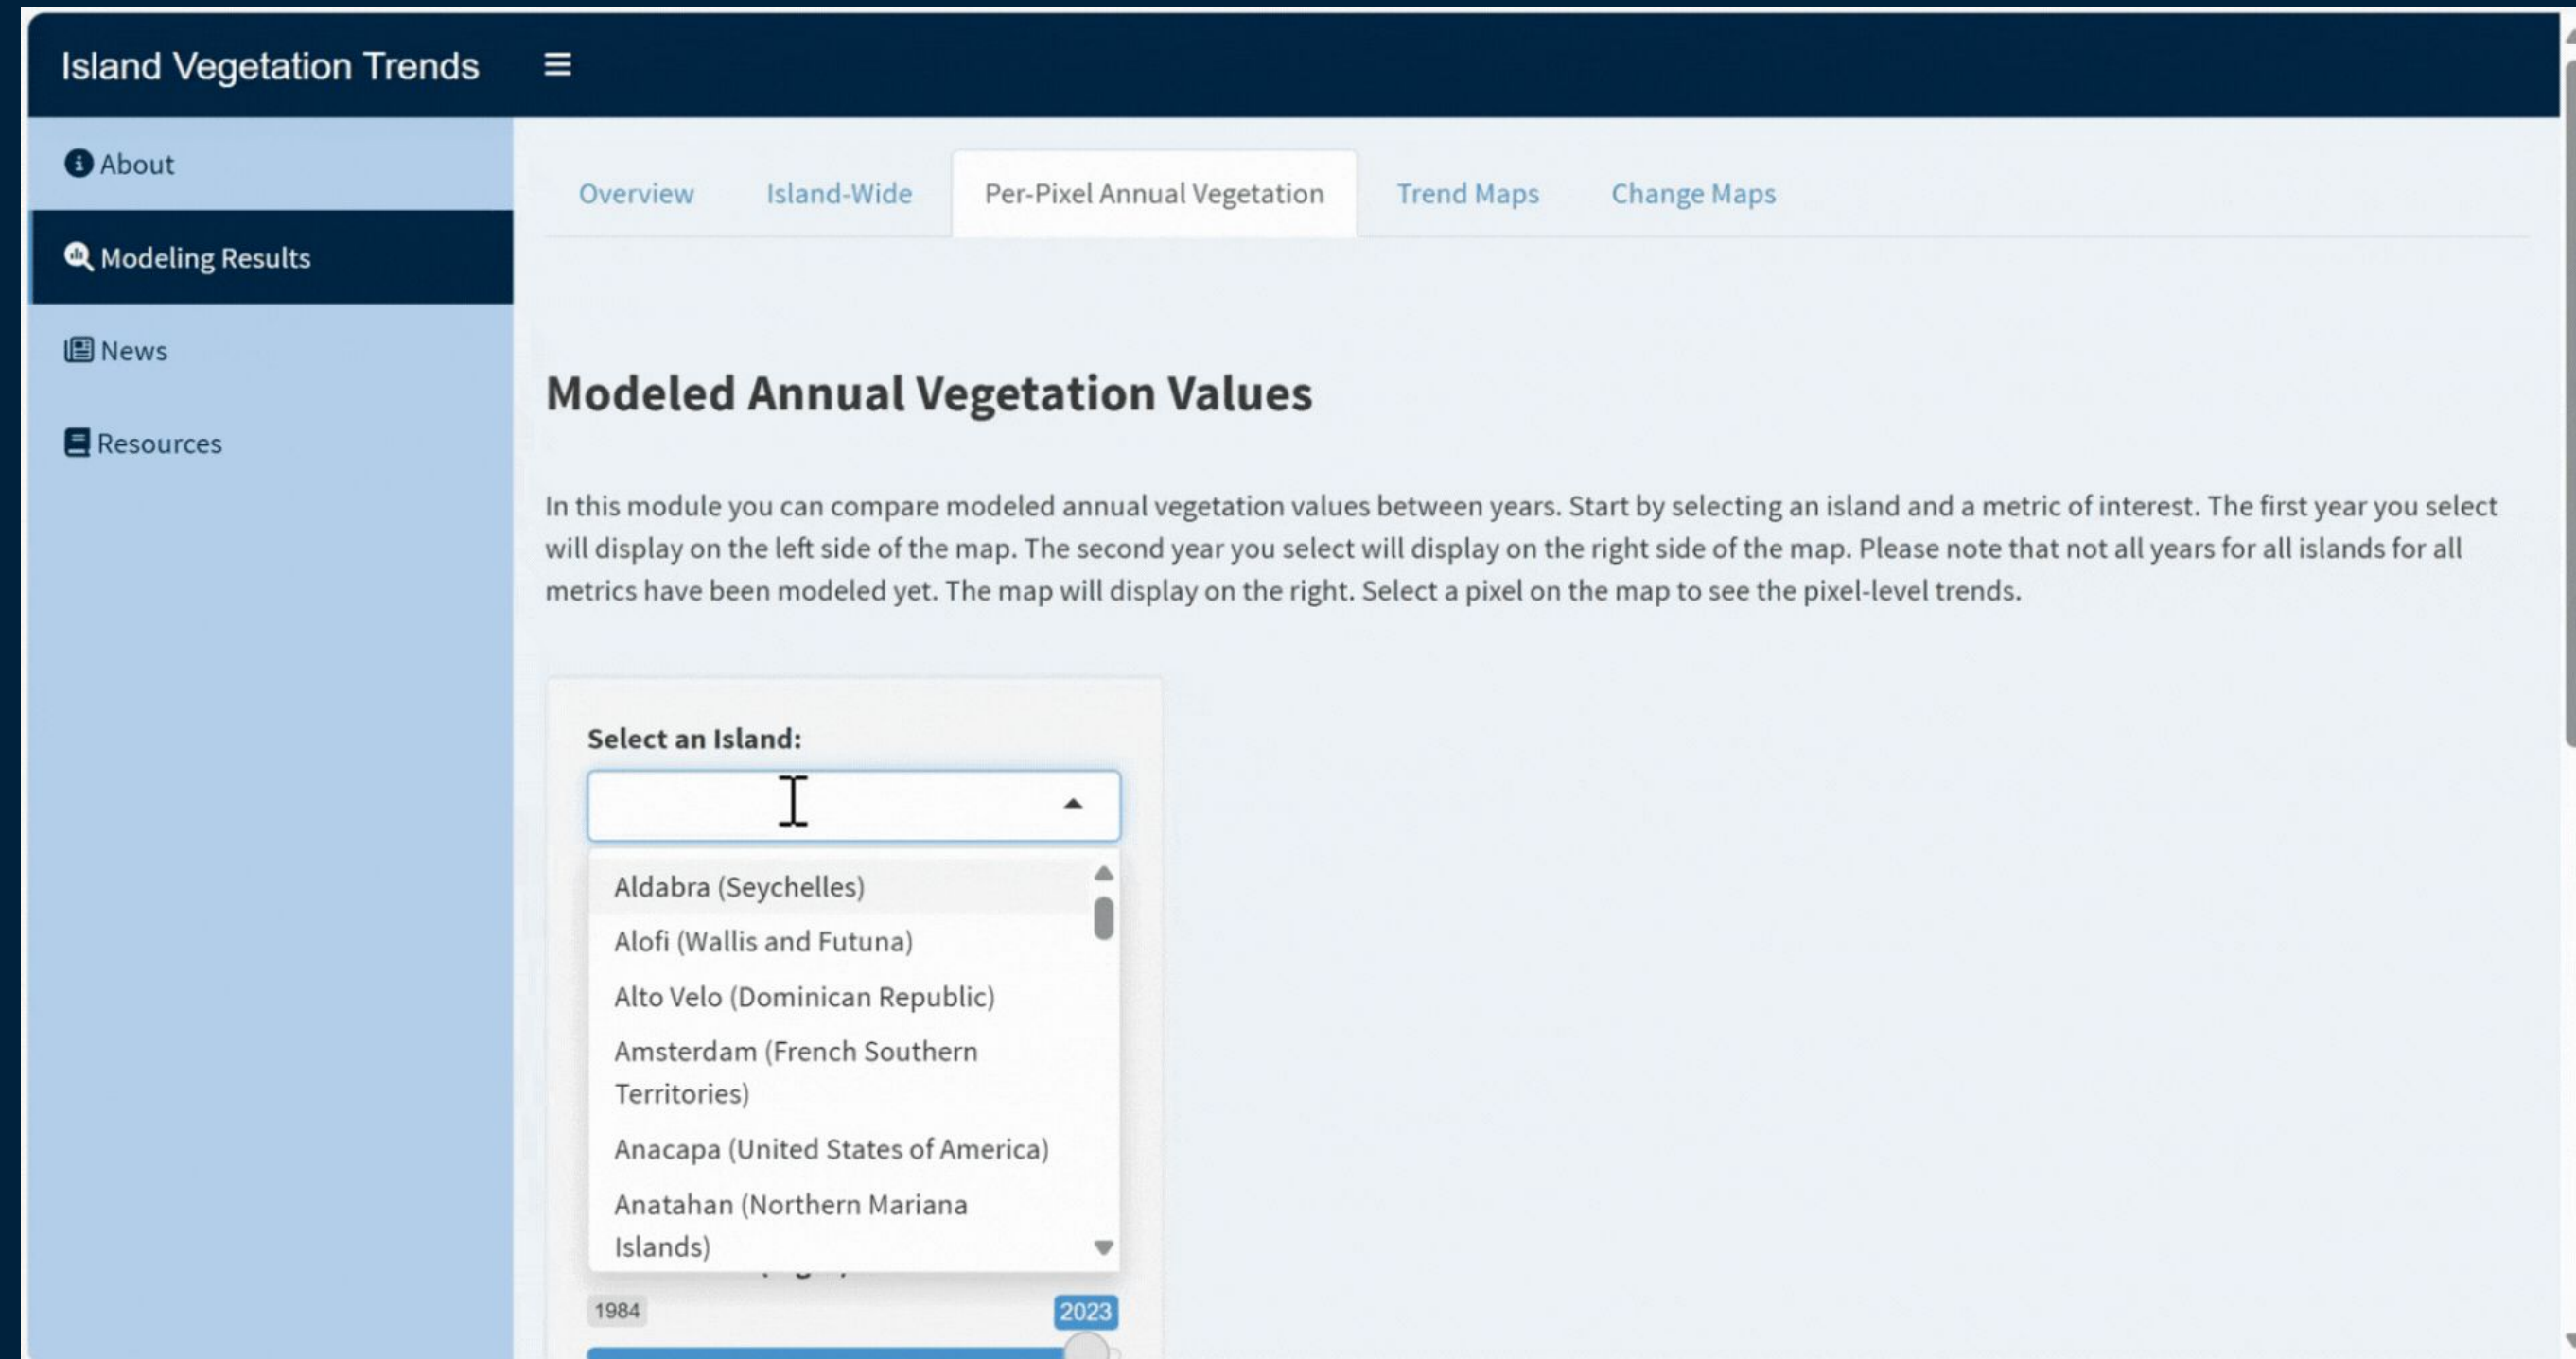 Island Vegetation Trends
About
Modeling Results
News
Resources
Overview
Island-Wide
Per-Pixel Annual Vegetation
Trend Maps
Change Maps
Modeled Annual Vegetation Values
In this module you can compare modeled annual vegetation values between years. Start by selecting an island and a metric of interest. The first year you select
will display on the left side of the map. The second year you select will display on the right side of the map. Please note that not all years for all islands for all
metrics have been modeled yet. The map will display on the right. Select a pixel on the map to see the pixel-level trends.
Select an Island:
Aldabra (Seychelles)
Alofi (Wallis and Futuna)
Alto Velo (Dominican Republic)
Amsterdam (French Southern
Territories)
Anacapa (United States of America)
Anatahan (Northern Mariana
Islands)
1984
2023